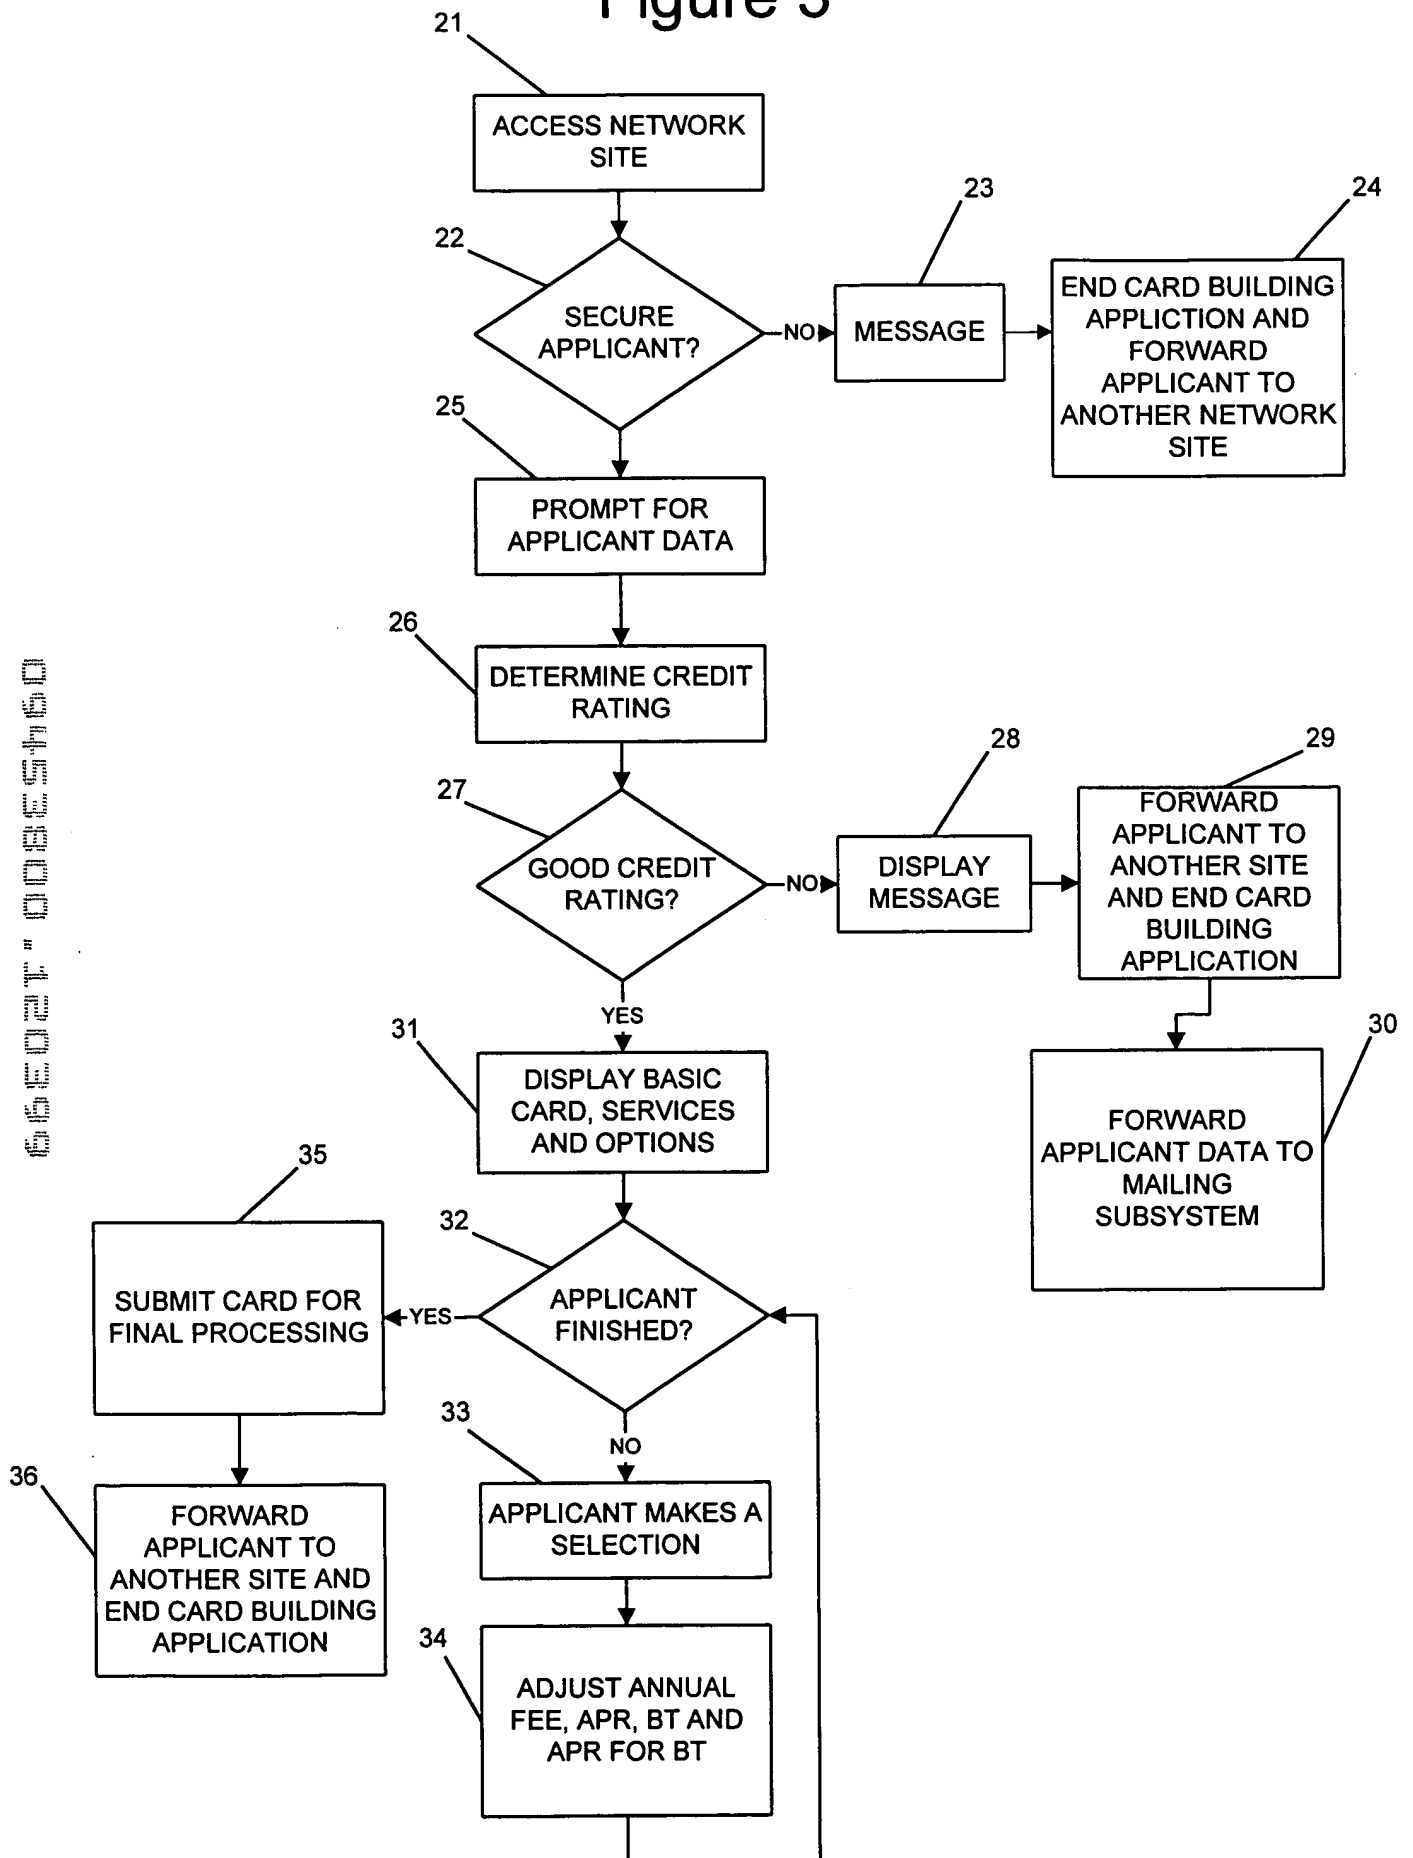 Figure 3
21
ACCESS NETWORK
SITE
22
SECURE
APPLICANT?
NO
23
MESSAGE
24
END CARD BUILDING
APPLICTION AND
FORWARD
APPLICANT TO
ANOTHER NETWORK
SITE
25
PROMPT FOR
APPLICANT DATA
26
DETERMINE CREDIT
RATING
27
GOOD CREDIT
RATING?
NO
28
DISPLAY
MESSAGE
29
FORWARD
APPLICANT TO
ANOTHER SITE
AND END CARD
BUILDING
APPLICATION
30
FORWARD
APPLICANT DATA TO
MAILING
SUBSYSTEM
YES
31
DISPLAY BASIC
CARD, SERVICES
AND OPTIONS
32
APPLICANT
FINISHED?
YES
35
SUBMIT CARD FOR
FINAL PROCESSING
36
FORWARD
APPLICANT TO
ANOTHER SITE AND
END CARD BUILDING
APPLICATION
NO
33
APPLICANT MAKES A
SELECTION
34
ADJUST ANNUAL
FEE, APR, BT AND
APR FOR BT